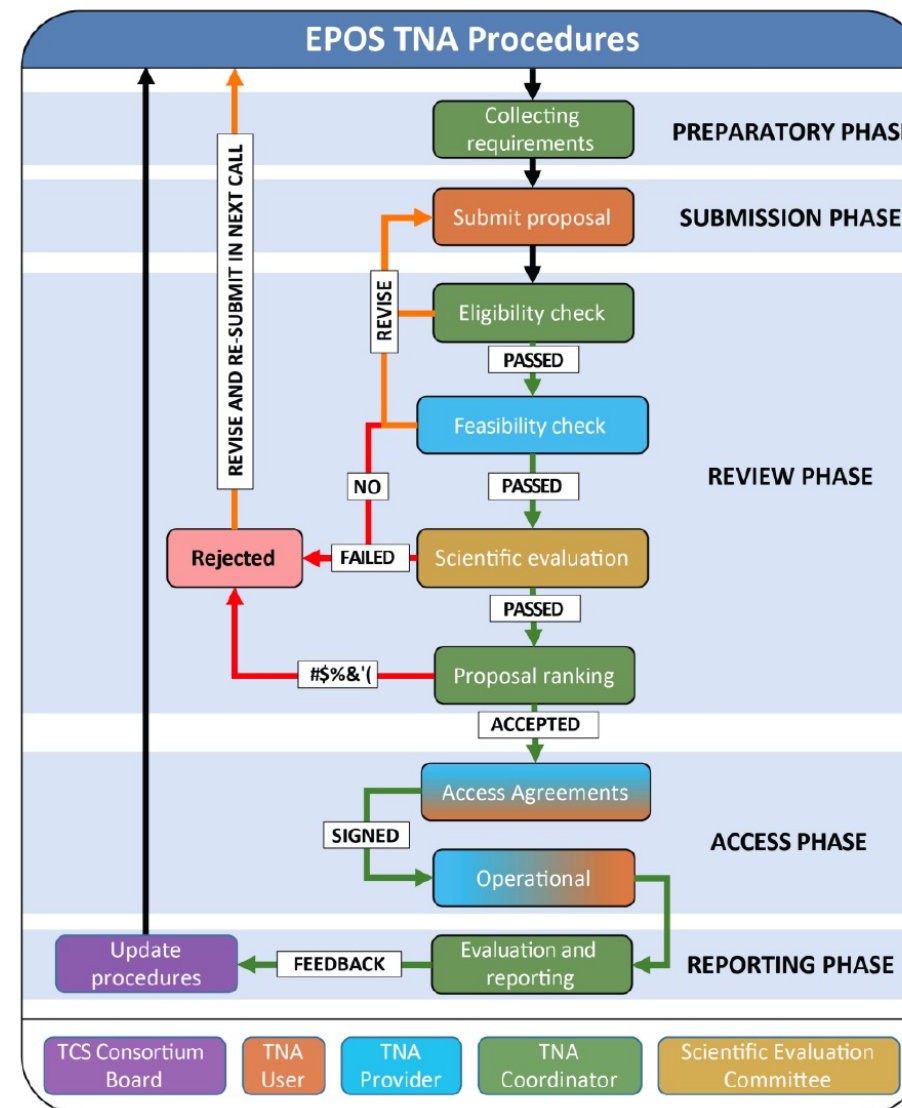 EPOS TNA Procedures
Collecting
requirements
PREPARATORY PHASE
Submit proposal
SUBMISSION PHASE
REVISE AND RE-SUBMIT IN NEXT CALL
REVISE
Eligibility check
PASSED
Feasibility check
NO
PASSED
REVIEW PHASE
Rejected
FAILED
Scientific evaluation
PASSED
#$%&'(
Proposal ranking
ACCEPTED
Access Agreements
SIGNED
ACCESS PHASE
Operational
Update
procedures
FEEDBACK
Evaluation and
reporting
REPORTING PHASE
TCS Consortium
Board
TNA
User
TNA
Provider
TNA
Coordinator
Scientific Evaluation
Committee